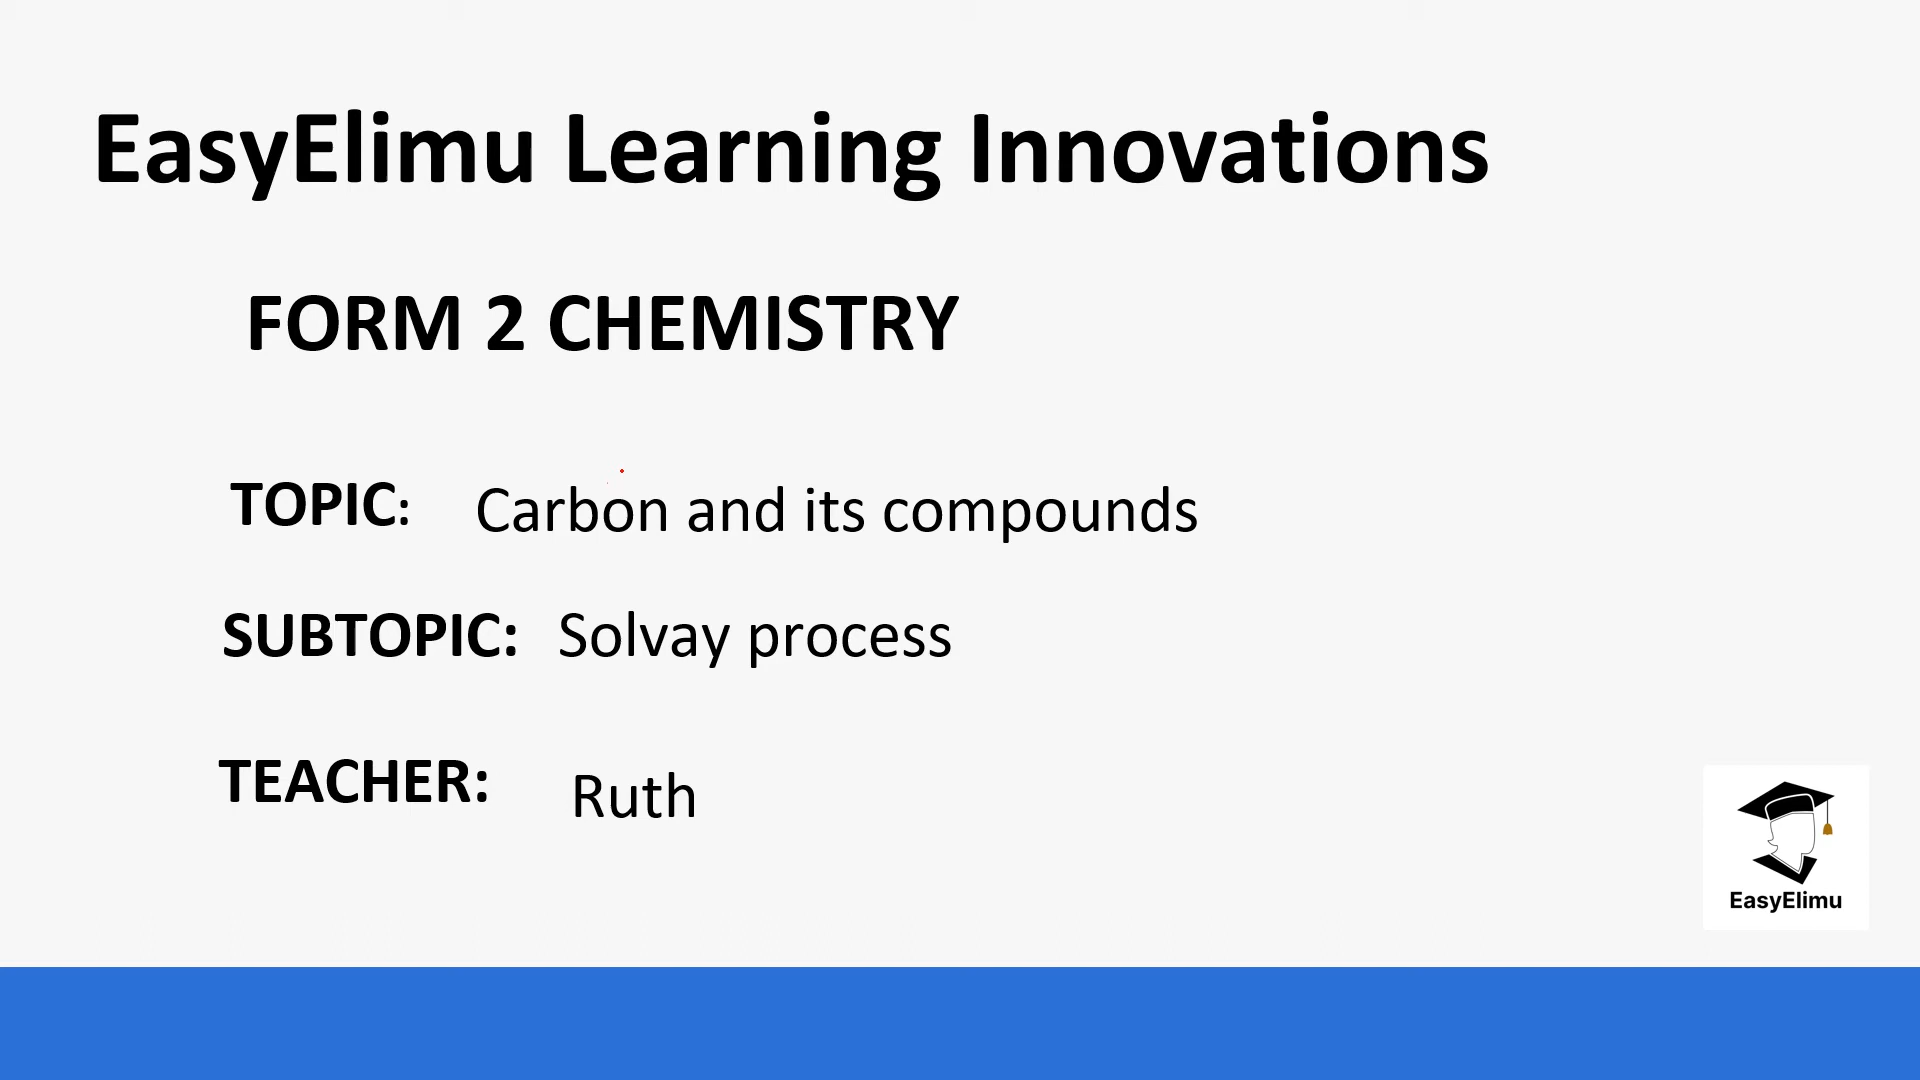 EasyElimu Learning Innovations
FORM 2 CHEMISTRY
TOPIC: Carbon and its compounds
SUBTOPIC: Solvay process
TEACHER: Ruth
EasyElimu